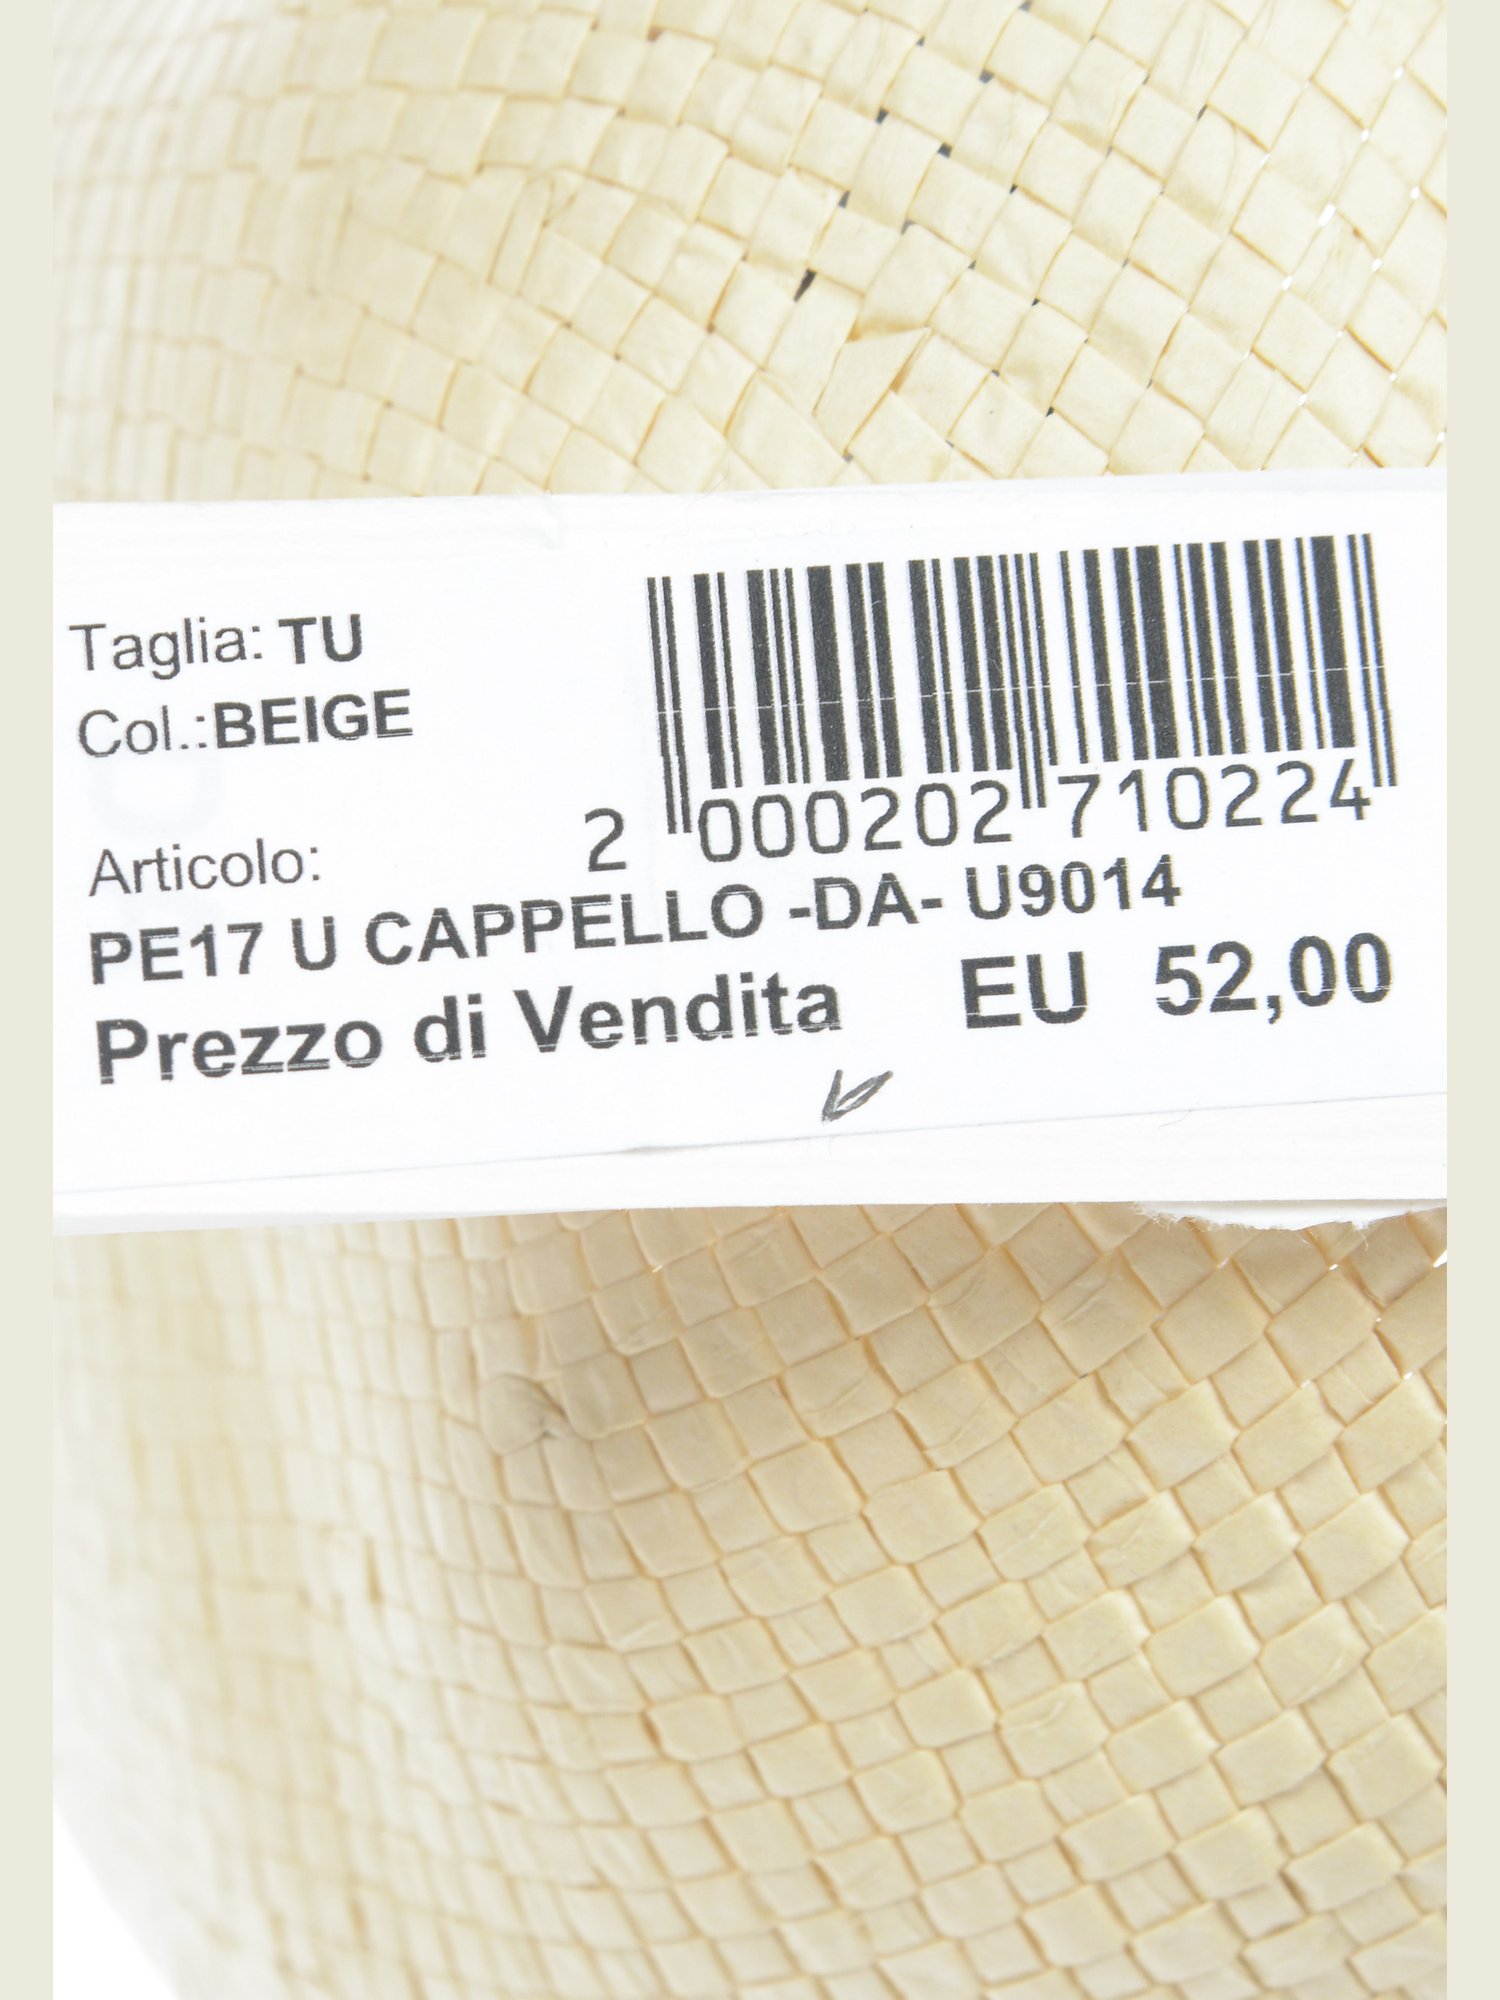 Taglia: TU
Col.:BEIGE
2 000202 710224
Articolo:
PE17 U CAPPELLO -DA- U9014
Prezzo di Vendita EU 52,00